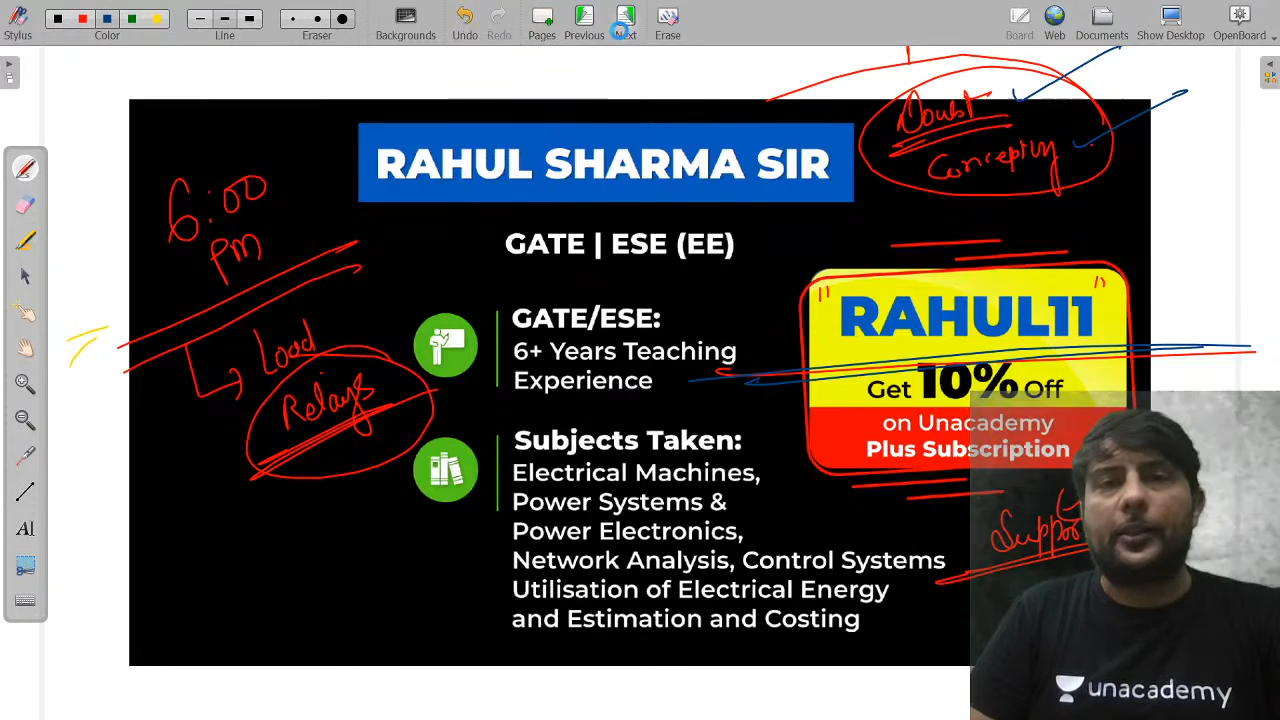 Stylus
Color
Line
Eraser
Backgrounds
Undo
Redo
Pages
Previous
Next
Erase
Board
Web
Documents
Show Desktop
OpenBoard
Doubt
6:00
PM
Load
Relays
RAHUL SHARMA SIR
GATE | ESE (EE)
GATE/ESE:
6+ Years Teaching
Experience
Subjects Taken:
Electrical Machines,
Power Systems &
Power Electronics,
Network Analysis, Control Systems
Utilisation of Electrical Energy
and Estimation and Costing
"RAHUL11"
Get 10% Off
on Unacademy
Plus Subscription
unacademy
AI